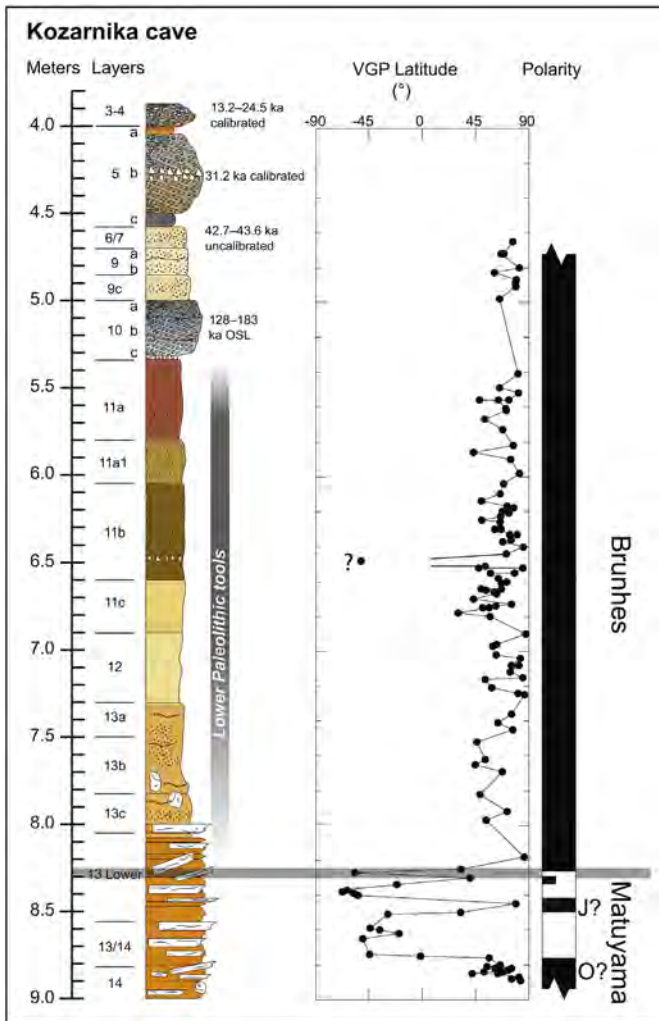 Kozarnika cave
Meters Layers VGP Latitude Polarity
(°)
-90 -45 0 45 90
3-4
13.2–24.5 ka
calibrated
4.0
a
5 b
31.2 ka calibrated
4.5
c
6/7
42.7–43.6 ka
uncalibrated
a
9
b
9c
5.0
a
10 b
128–183
ka OSL
c
5.5
11a
11a1
6.0
11b
6.5
?
11c
7.0
12
13a
7.5
13b
8.0
13c
13 Lower
8.5
13/14
14
9.0
Lower Paleolithic tools
Brunhes
Matuyama
J?
O?